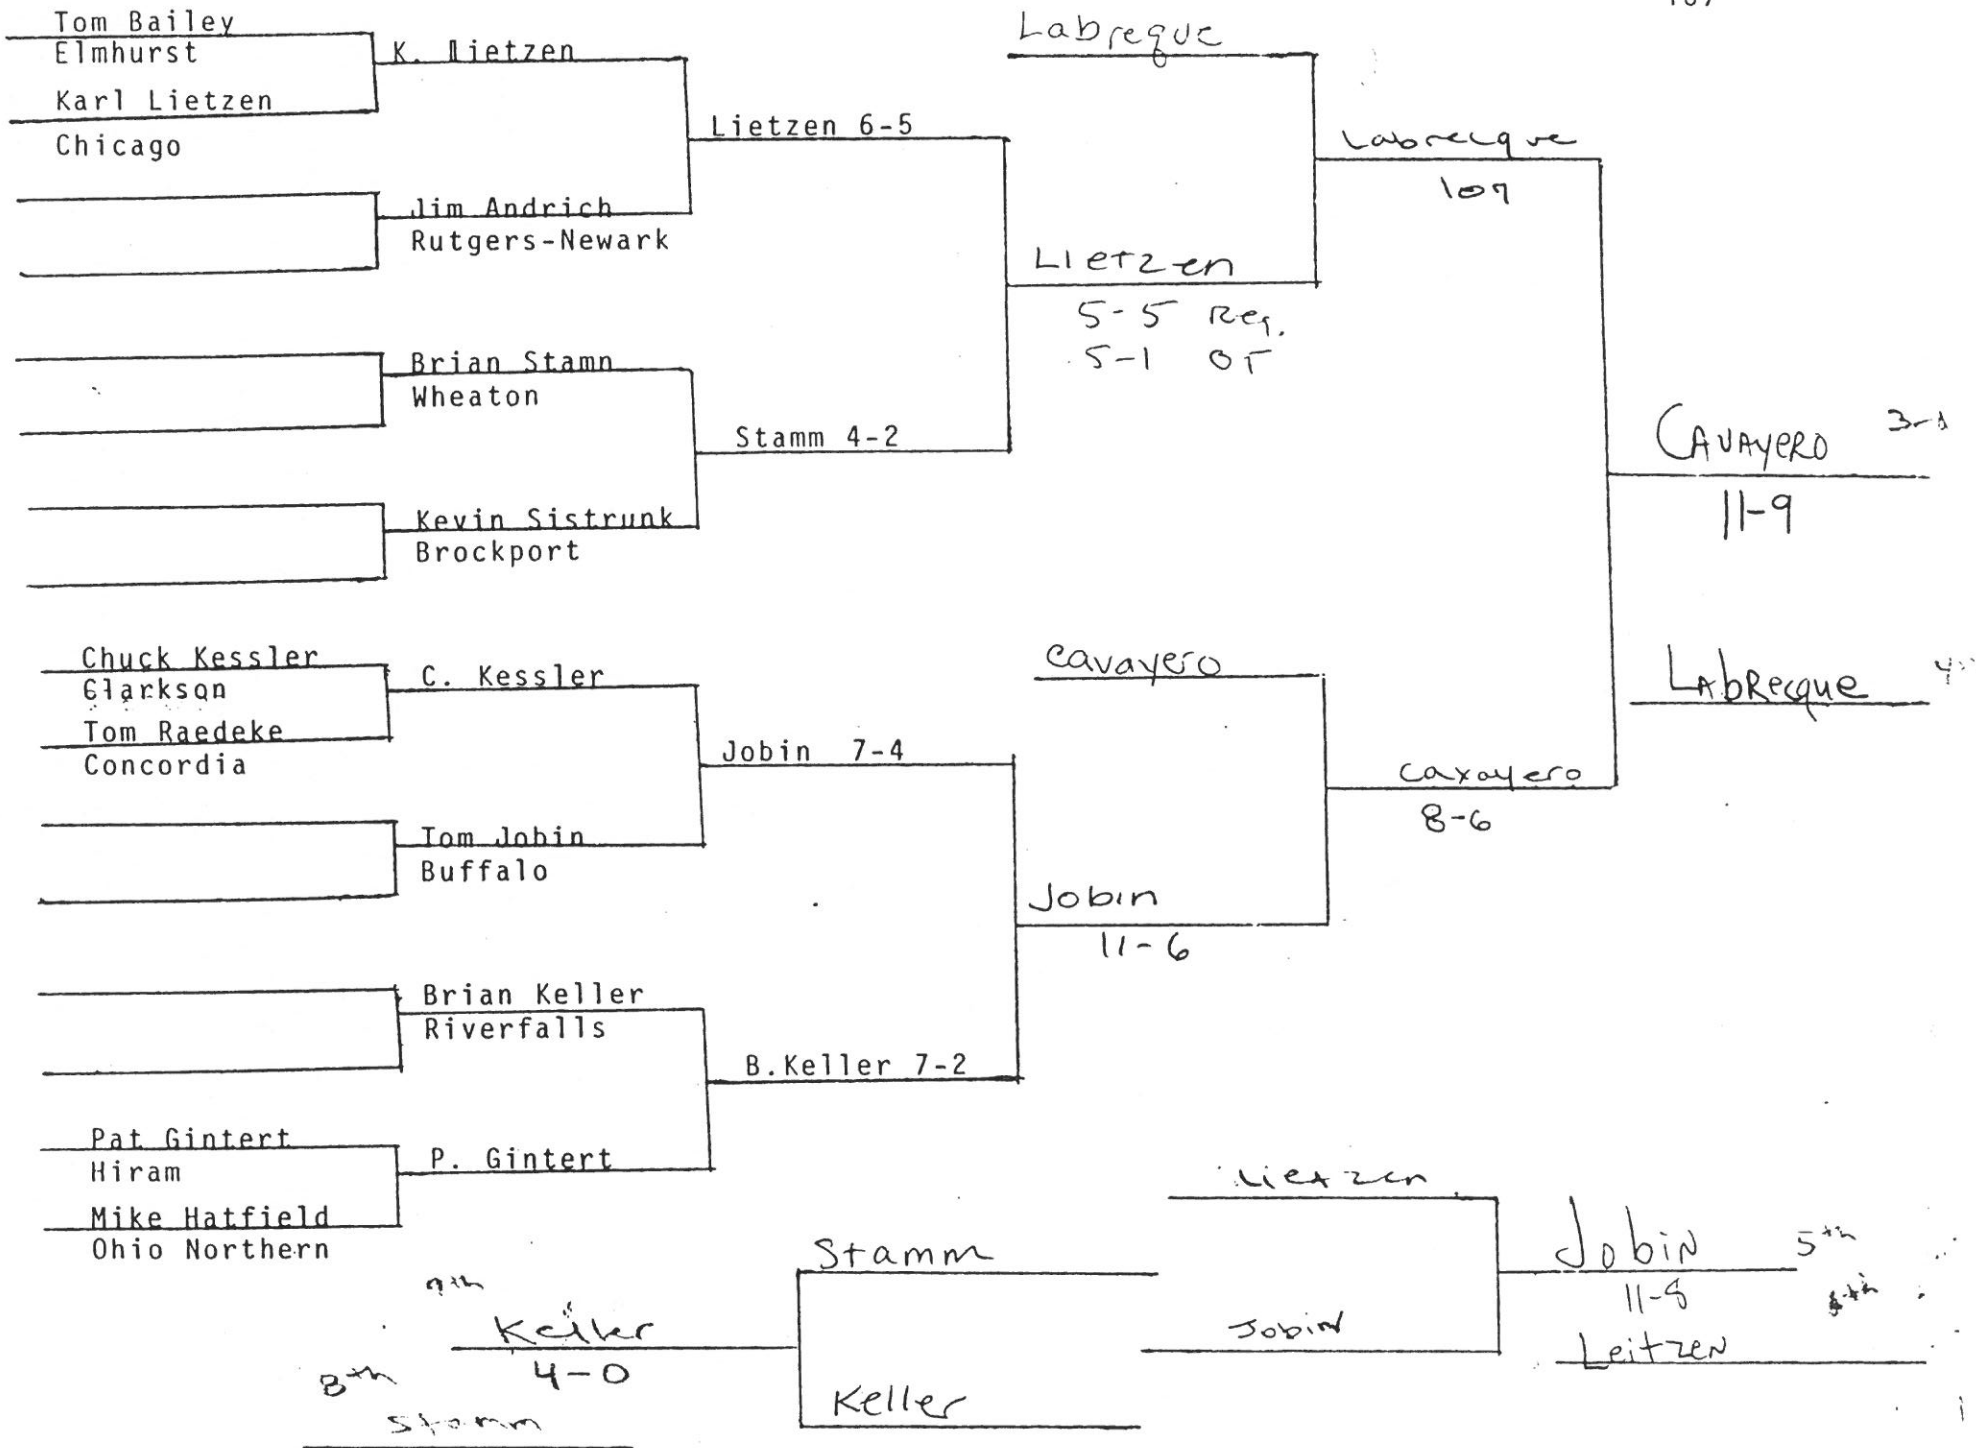 Tom Bailey
Elmhurst
Karl Lietzen
Chicago
K. Lietzen
Jim Andrich
Rutgers-Newark
Lietzen 6-5
Brian Stamn
Wheaton
Kevin Sistrunk
Brockport
Stamm 4-2
Labreque
Lietzen
5-5 Reg.
5-1 OT
Labrecque
107
Chuck Kessler
Clarkson
Tom Raedeke
Concordia
C. Kessler
Tom Jobin
Buffalo
Jobin 7-4
Brian Keller
Riverfalls
Pat Gintert
Hiram
Mike Hatfield
Ohio Northern
P. Gintert
B.Keller 7-2
Cavayero
Jobin
11-6
Cavayero
8-6
CAVAYERO
11-9
LAbRecque
Lietzen
Jobin
Jobin 5th
11-8
Leitzen
Stamm
Keller
Keller
4-0
8th
Stamm